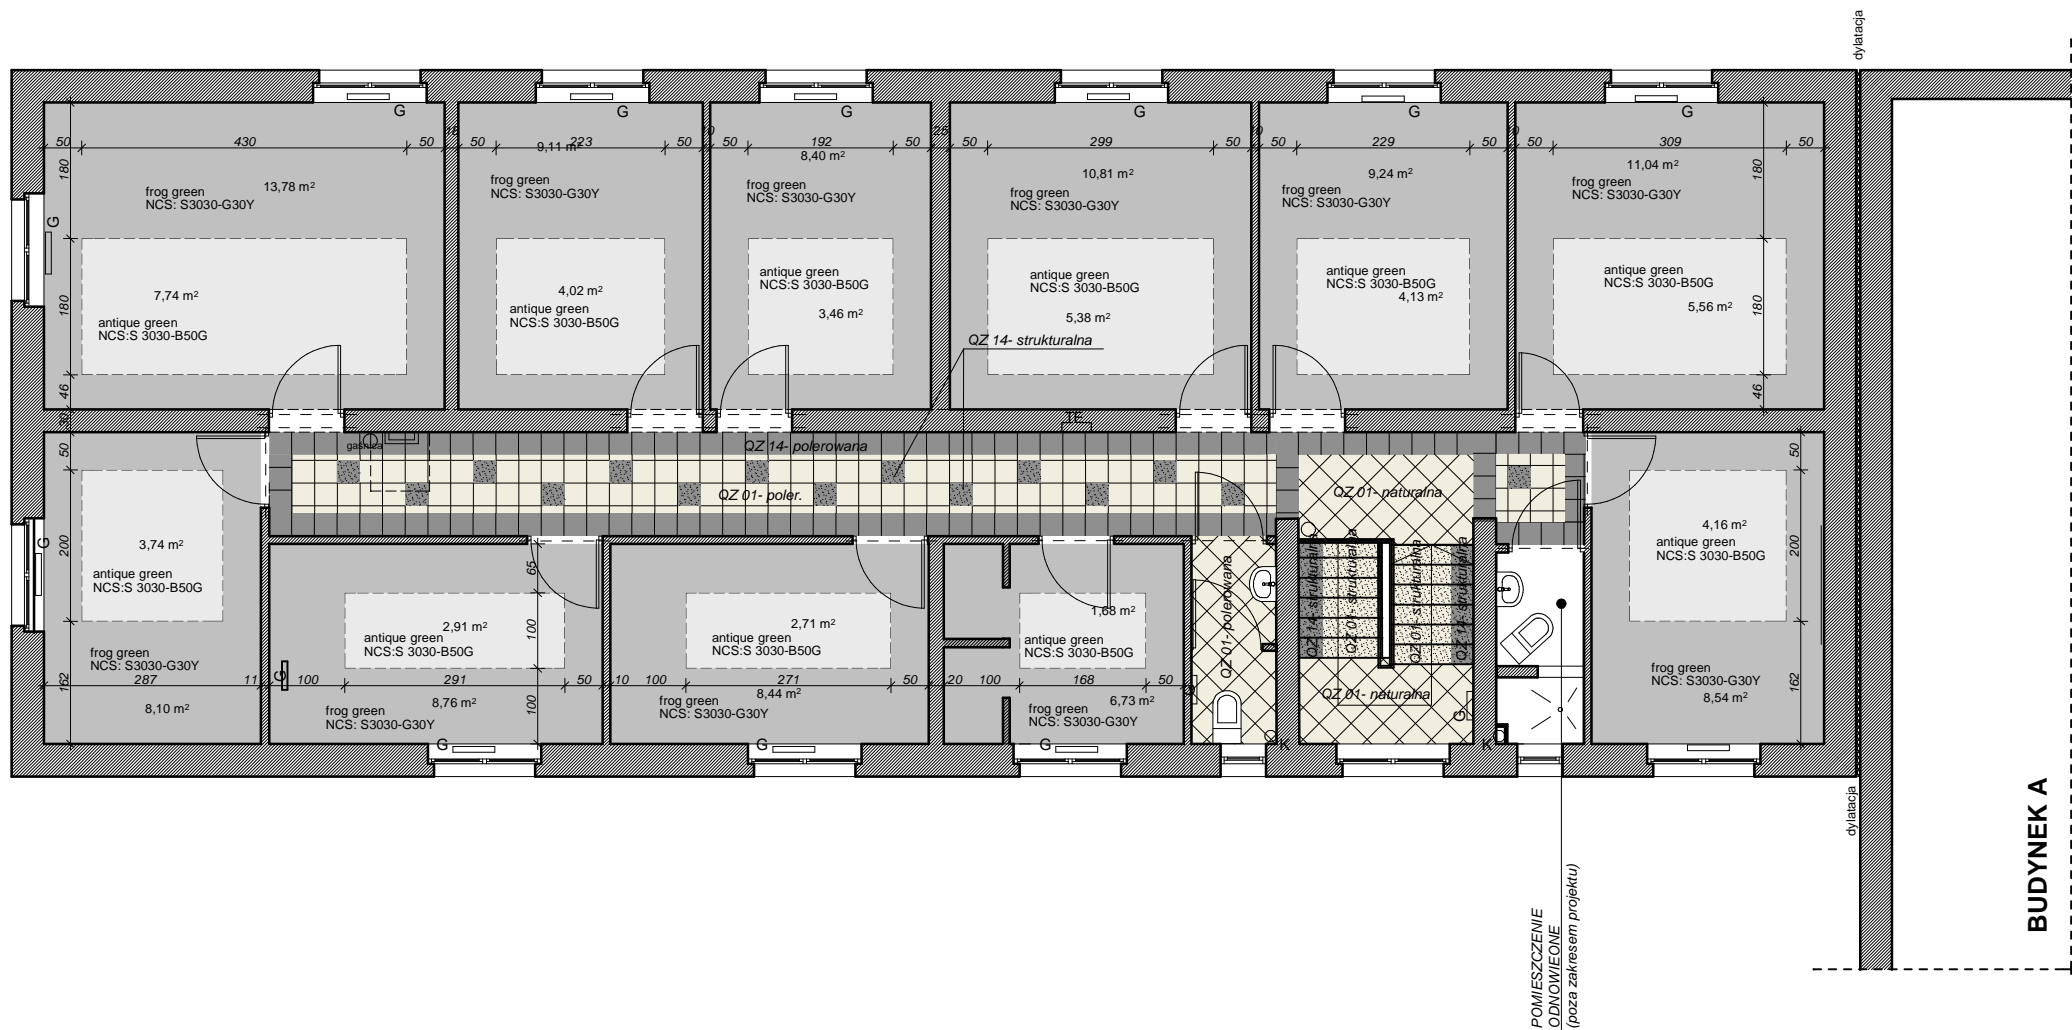 dylatacja
G
G
G
G
G
G
50
430
50
18
50
223
50
10
50
192
50
25
50
299
50
10
50
229
50
10
50
309
50
180
9,11 m²
8,40 m²
13,78 m²
10,81 m²
9,24 m²
11,04 m²
180
frog green
NCS: S3030-G30Y
frog green
NCS: S3030-G30Y
frog green
NCS: S3030-G30Y
frog green
NCS: S3030-G30Y
frog green
NCS: S3030-G30Y
frog green
NCS: S3030-G30Y
G
7,74 m²
antique green
NCS:S 3030-B50G
4,02 m²
antique green
NCS:S 3030-B50G
antique green
NCS:S 3030-B50G
3,46 m²
antique green
NCS:S 3030-B50G
5,38 m²
antique green
NCS:S 3030-B50G
4,13 m²
antique green
NCS:S 3030-B50G
5,56 m²
180
180
QZ 14- strukturalna
46
46
30
TE
gaśnica
QZ 14- polerowana
QZ 01- poler.
QZ 01- naturalna
50
50
G
200
3,74 m²
antique green
NCS:S 3030-B50G
4,16 m²
antique green
NCS:S 3030-B50G
200
65
100
100
2,91 m²
antique green
NCS:S 3030-B50G
2,71 m²
antique green
NCS:S 3030-B50G
1,68 m²
antique green
NCS:S 3030-B50G
QZ 01- polerowana
QZ 14- strukturalna
QZ 01- strukturalna
QZ 01- strukturalna
QZ 14- strukturalna
frog green
NCS: S3030-G30Y
162
287
11
8,10 m²
G
100
291
50
10
100
271
50
20
100
168
50
8,76 m²
frog green
NCS: S3030-G30Y
8,44 m²
frog green
NCS: S3030-G30Y
6,73 m²
frog green
NCS: S3030-G30Y
G
QZ 01- naturalna
G
frog green
NCS: S3030-G30Y
8,54 m²
162
G
G
G
K
K
dylatacja
BUDYNEK A
POMIESZCZENIE
ODNOWIEONE
(poza zakresem projektu)